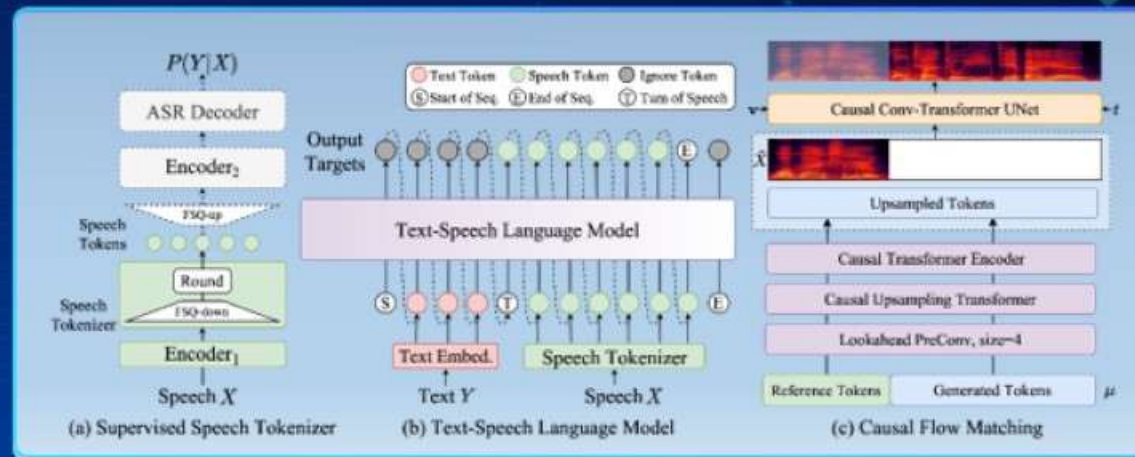 P(Y|X)
ASR Decoder
Encoder₂
FSQ-up
Speech
Tokens
Round
FSQ-down
Speech
Tokenizer
Encoder₁
Speech X
(a) Supervised Speech Tokenizer
Text Token Speech Token Ignore Token
S Start of Seq. E End of Seq. T Turn of Speech
Output
Targets
E
Text-Speech Language Model
S T E
Text Embed. Speech Tokenizer
Text Y Speech X
(b) Text-Speech Language Model
v Causal Conv-Transformer UNet t
X̂
Upsampled Tokens
Causal Transformer Encoder
Causal Upsampling Transformer
Lookahead PreConv, size=4
Reference Tokens Generated Tokens μ
(c) Causal Flow Matching